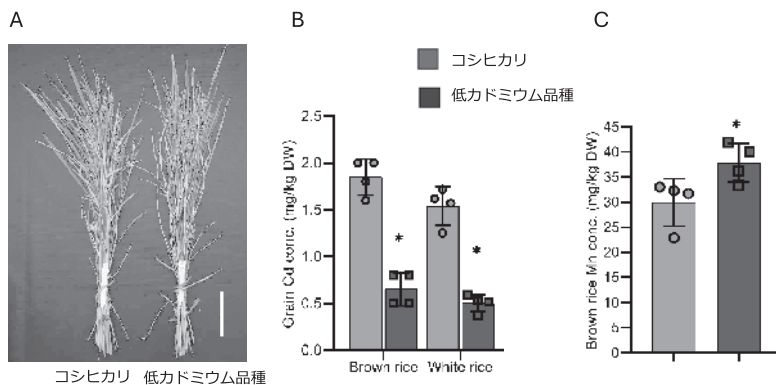 A
B
C
コシヒカリ
低カドミウム品種
Grain Cd conc. (mg/kg DW)
2.5
2.0
1.5
1.0
0.5
0.0
*
*
Brown rice White rice
Brown rice Mn conc. (mg/kg DW)
45
40
35
30
25
20
15
10
5
0
*
コシヒカリ 低カドミウム品種